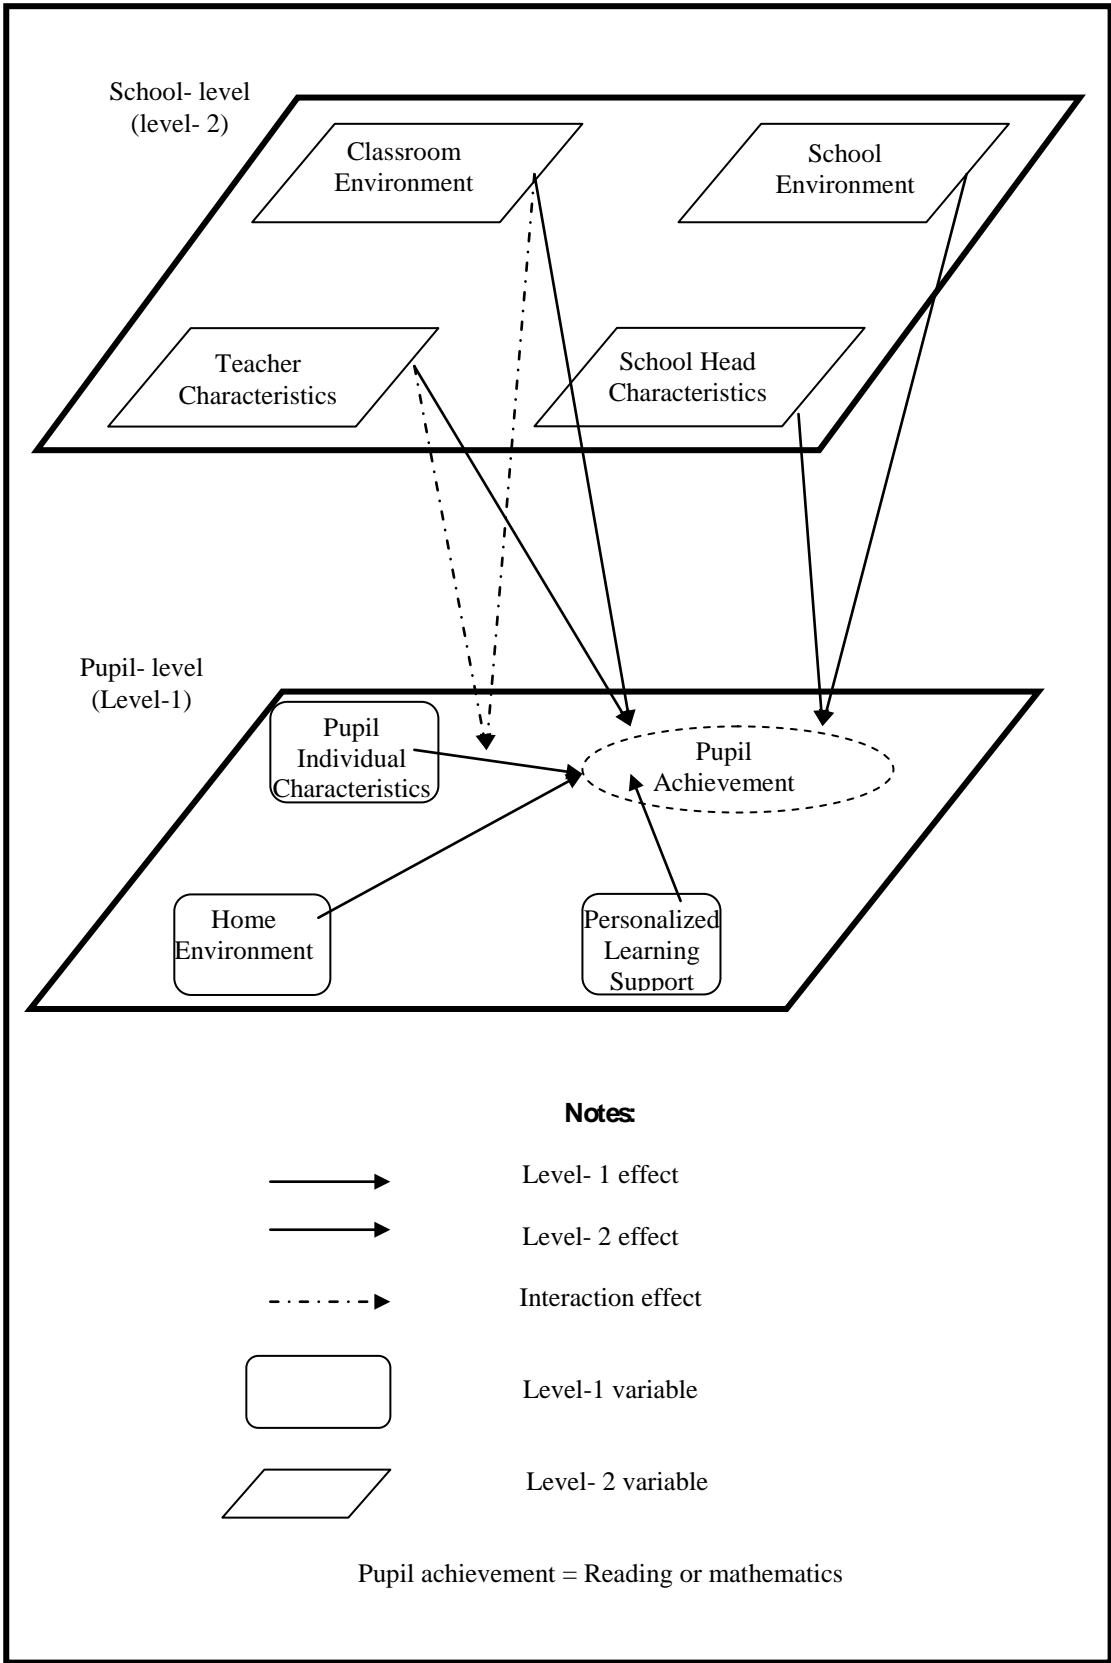 School- level
(level- 2)
Classroom
Environment
School
Environment
Teacher
Characteristics
School Head
Characteristics
Pupil- level
(Level-1)
Pupil
Individual
Characteristics
Pupil
Achievement
Home
Environment
Personalized
Learning
Support
Notes:
Level- 1 effect
Level- 2 effect
Interaction effect
Level-1 variable
Level- 2 variable
Pupil achievement = Reading or mathematics